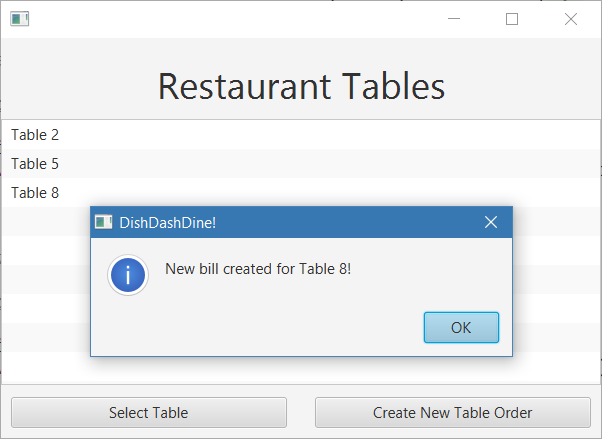 Restaurant Tables
Table 2
Table 5
Table 8
DishDashDine!
i
New bill created for Table 8!
OK
Select Table
Create New Table Order